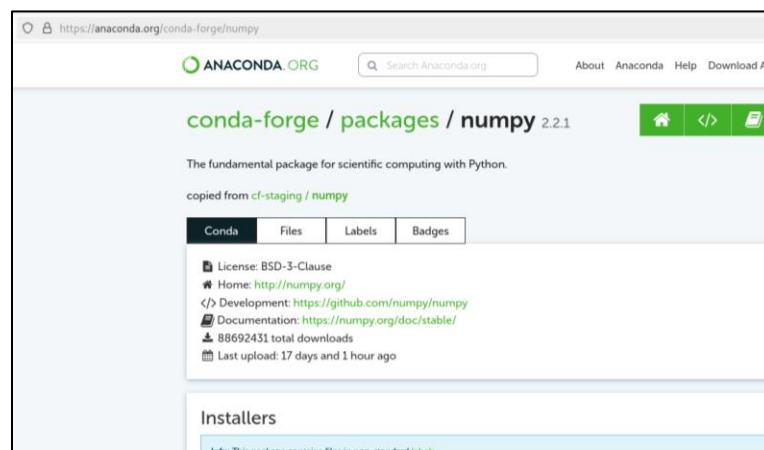 https://anaconda.org/conda-forge/numpy
ANACONDA.ORG
Search Anaconda.org
About Anaconda Help Download A
conda-forge / packages / numpy 2.2.1
</>
The fundamental package for scientific computing with Python.
copied from cf-staging / numpy
Conda Files Labels Badges
License: BSD-3-Clause
Home: http://numpy.org/
</> Development: https://github.com/numpy/numpy
Documentation: https://numpy.org/doc/stable/
88692431 total downloads
Last upload: 17 days and 1 hour ago
Installers